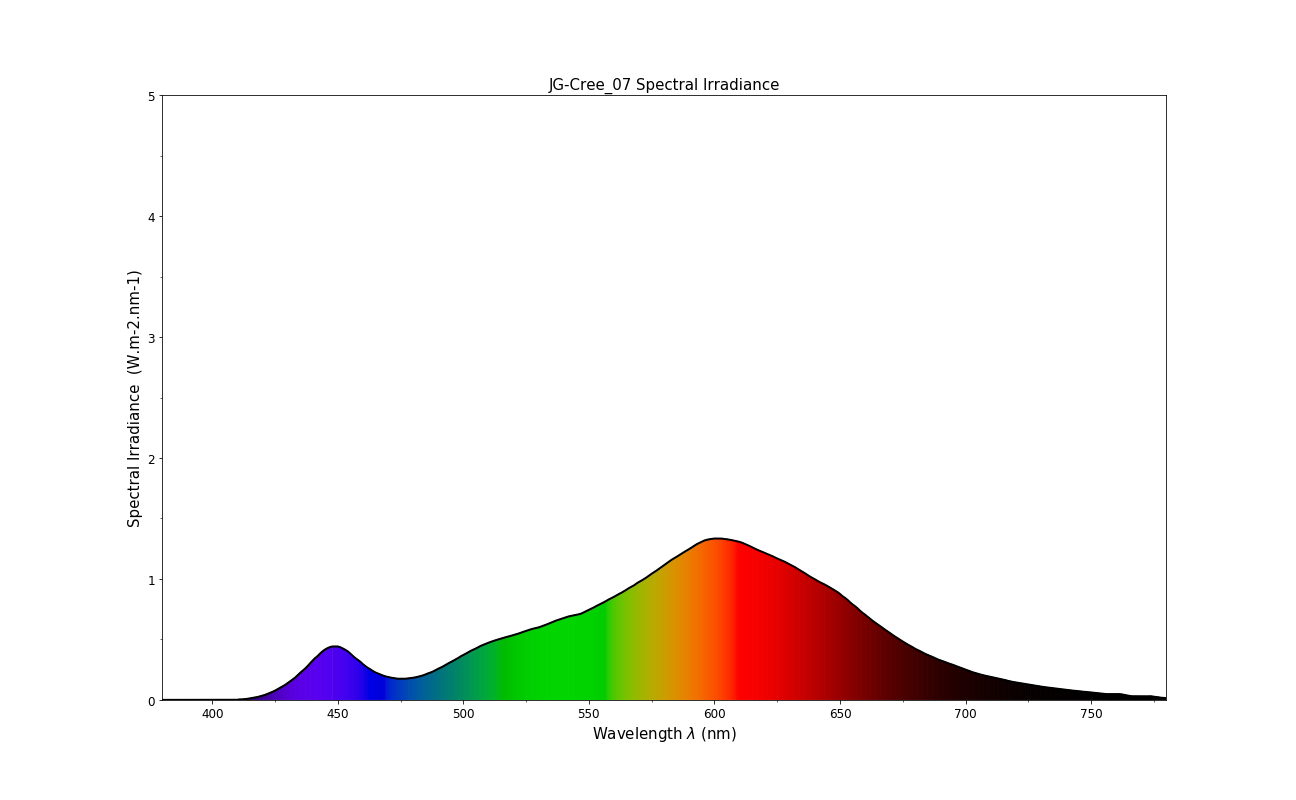 JG-Cree_07 Spectral Irradiance
5
4
3
2
1
0
Spectral Irradiance (W.m-2.nm-1)
400 450 500 550 600 650 700 750
Wavelength λ (nm)